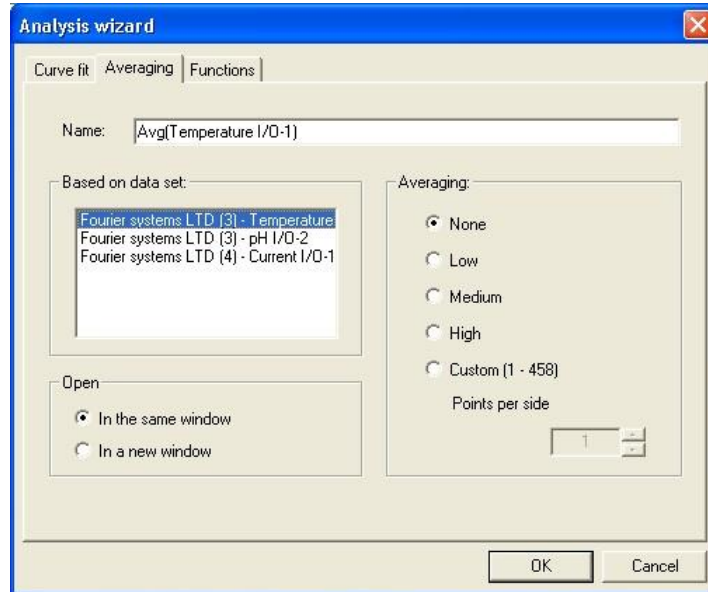 Analysis wizard
Curve fit Averaging Functions
Name: Avg(Temperature I/O-1)
Based on data set:
Fourier systems LTD (3) - Temperature
Fourier systems LTD (3) - pH I/O-2
Fourier systems LTD (4) - Current I/O-1
Open
In the same window
In a new window
Averaging:
None
Low
Medium
High
Custom (1 - 458)
Points per side
1
OK Cancel